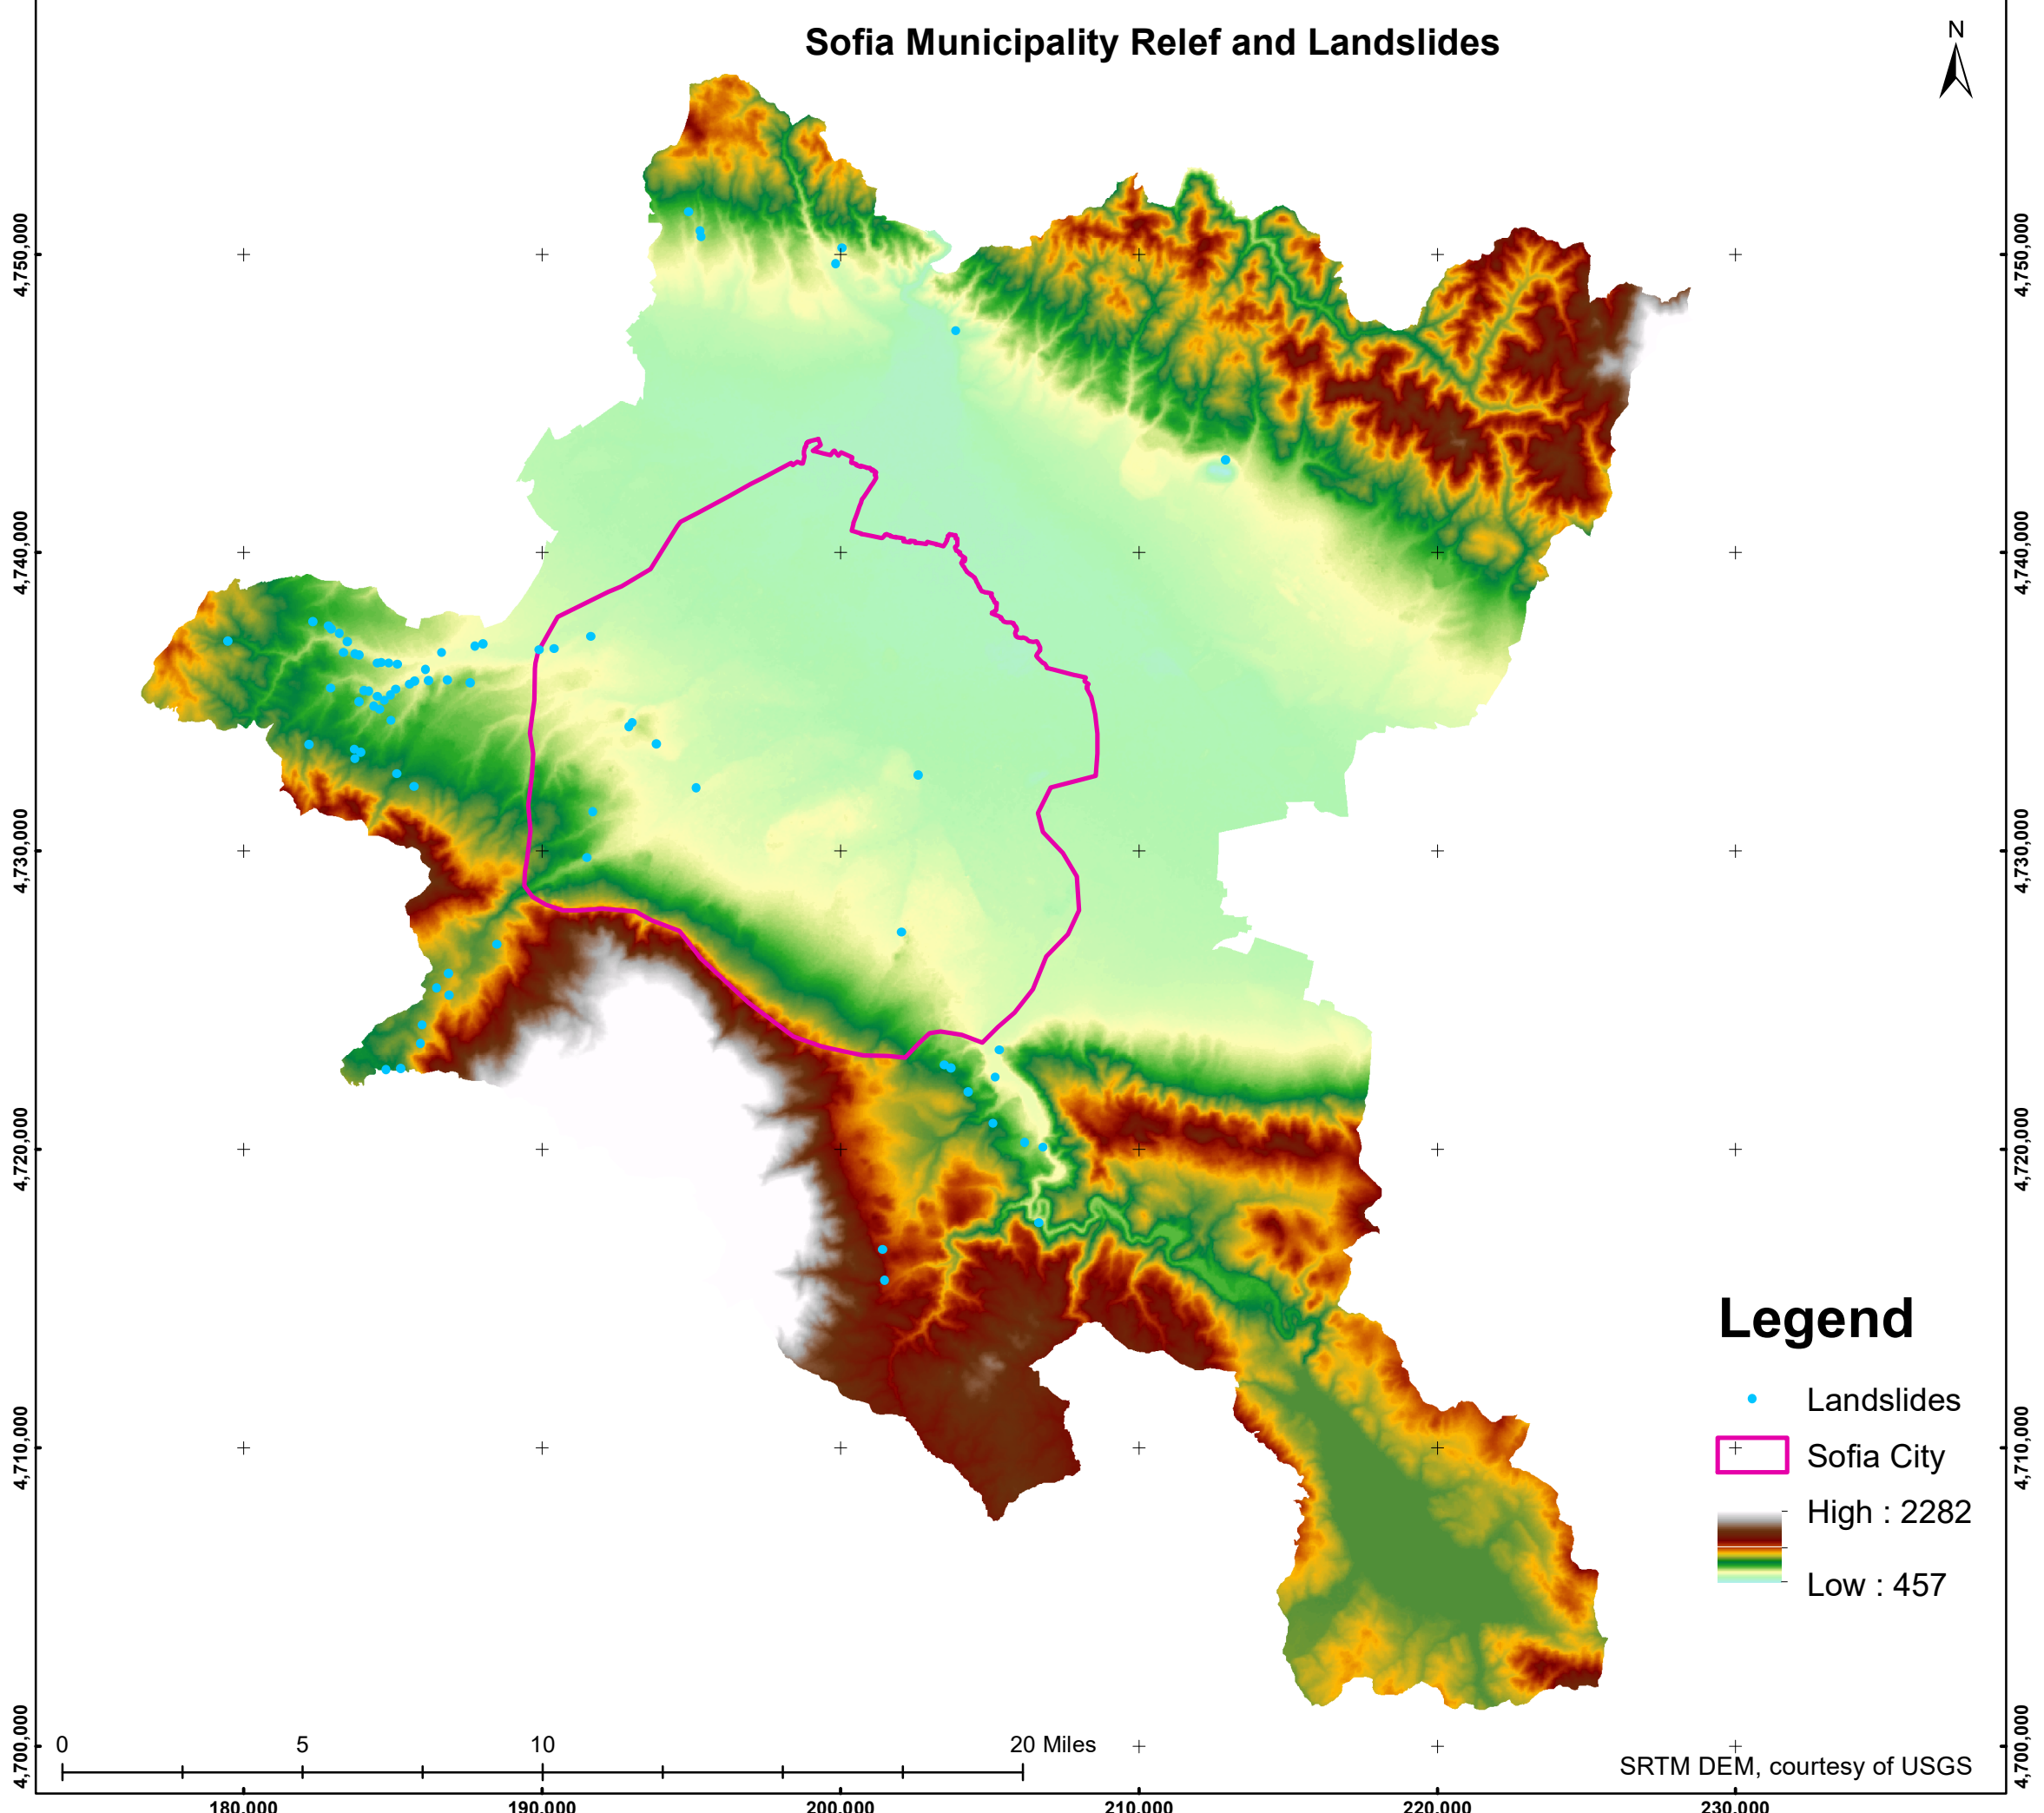 Sofia Municipality Relef and Landslides
N
4,750,000
4,750,000
4,740,000
4,740,000
4,730,000
4,730,000
4,720,000
4,720,000
Legend
Landslides
Sofia City
4,710,000
4,710,000
High : 2282
Low : 457
4,700,000
4,700,000
0 5 10 20 Miles
SRTM DEM, courtesy of USGS
180,000 190,000 200,000 210,000 220,000 230,000